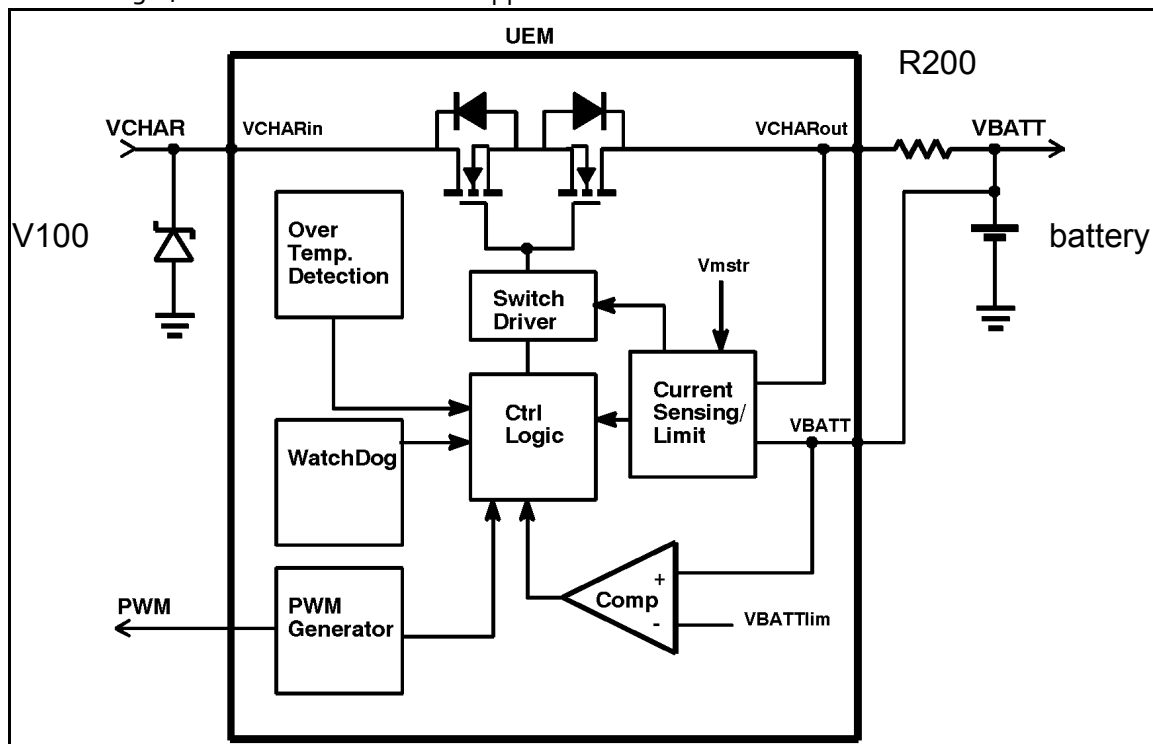 UEM
R200
VCHAR
VCHARin
VCHARout
VBATT
V100
battery
Over
Temp.
Detection
Switch
Driver
Vmstr
Current
Sensing/
Limit
Ctrl
Logic
VBATT
WatchDog
PWM
PWM
Generator
+
Comp
-
VBATTlim